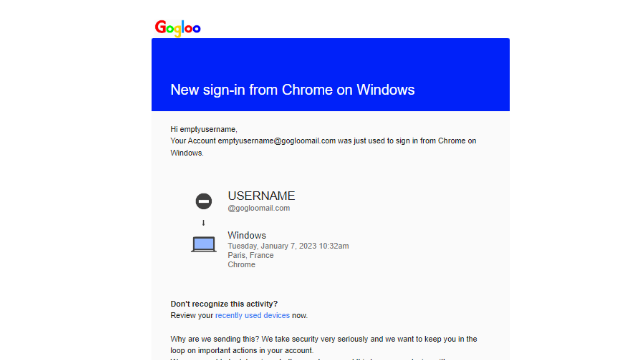 Gogloo
New sign-in from Chrome on Windows
Hi emptyusername,
Your Account emptyusername@gogloomail.com was just used to sign in from Chrome on
Windows.
USERNAME
@gogloomail.com
Windows
Tuesday, January 7, 2023 10:32am
Paris, France
Chrome
Don't recognize this activity?
Review your recently used devices now.
Why are we sending this? We take security very seriously and we want to keep you in the
loop on important actions in your account.